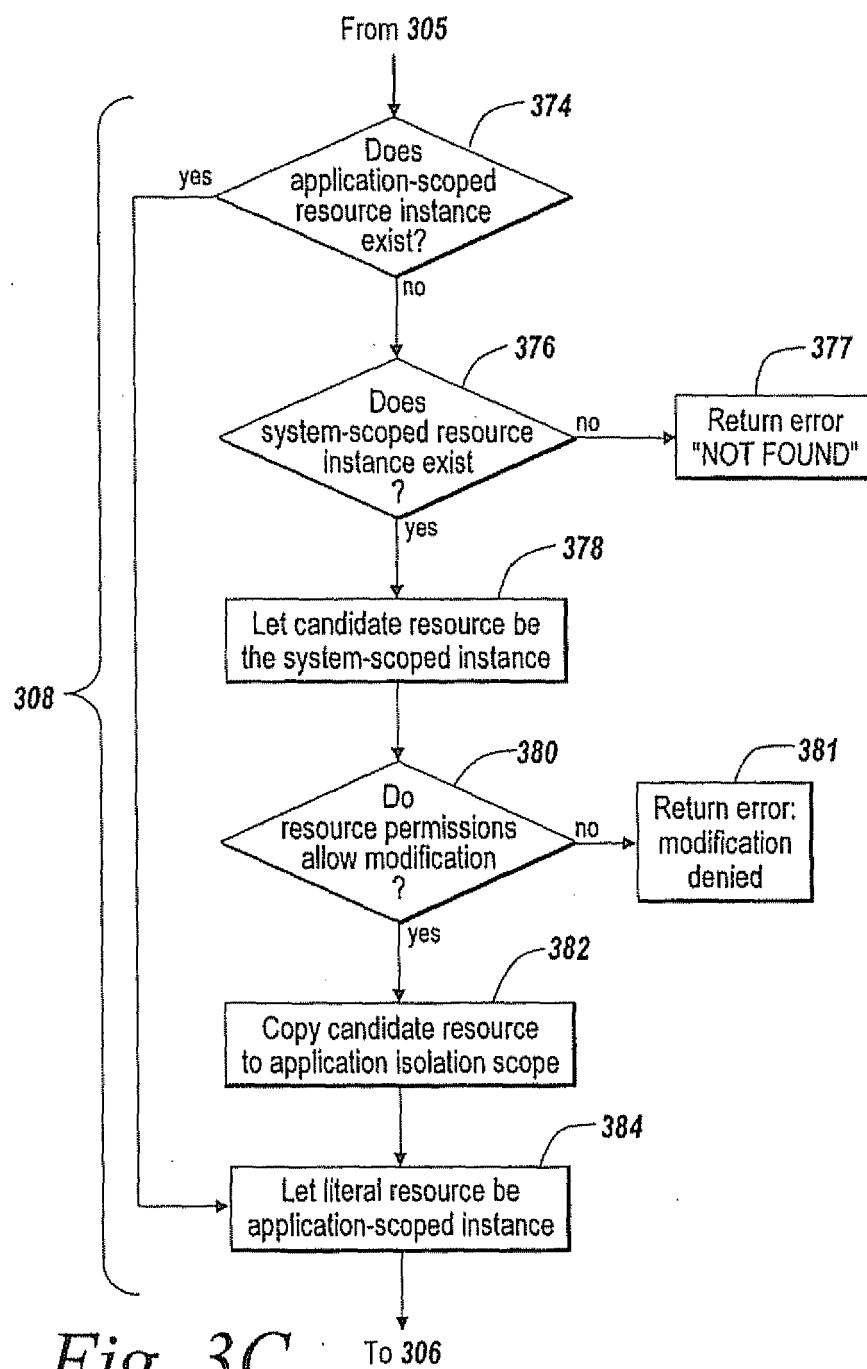 From 305
374
Does
application-scoped
resource instance
exist?
yes
no
376
Does
system-scoped resource
instance exist
?
no
yes
377
Return error
"NOT FOUND"
378
Let candidate resource be
the system-scoped instance
308
380
Do
resource permissions
allow modification
?
no
yes
381
Return error:
modification
denied
382
Copy candidate resource
to application isolation scope
384
Let literal resource be
application-scoped instance
Fig. 3C
To 306